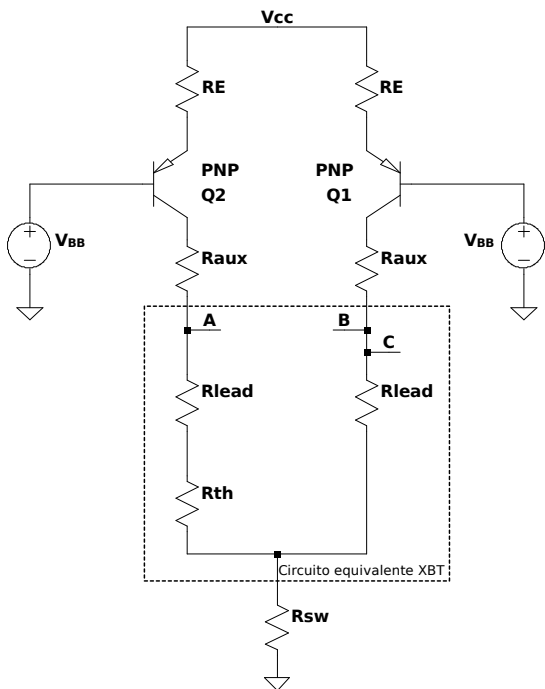 Vcc
RE
RE
PNP
Q2
PNP
Q1
VBB
VBB
Raux
Raux
A
B
C
Rlead
Rlead
Rth
Circuito equivalente XBT
Rsw